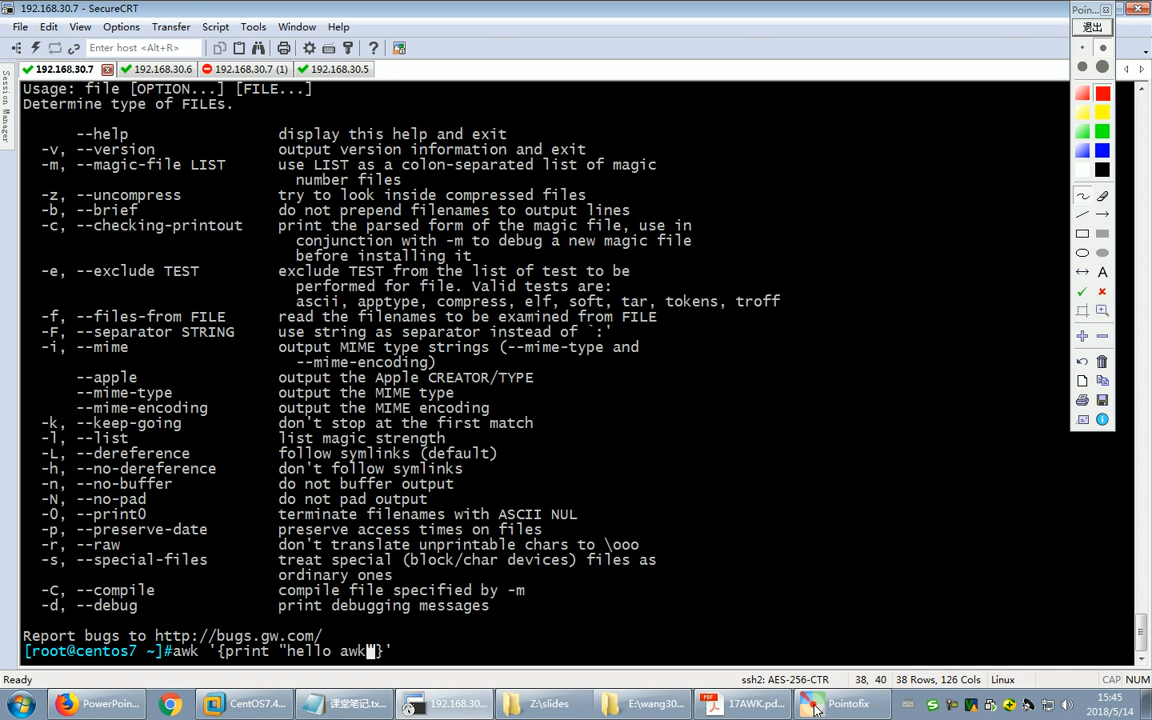 192.168.30.7 - SecureCRT
File Edit View Options Transfer Script Tools Window Help
Enter host <Alt+R>
192.168.30.7 192.168.30.6 192.168.30.7 (1) 192.168.30.5
Session Manager
Usage: file [OPTION...] [FILE...]
Determine type of FILEs.
--help display this help and exit
-v, --version output version information and exit
-m, --magic-file LIST use LIST as a colon-separated list of magic
number files
-z, --uncompress try to look inside compressed files
-b, --brief do not prepend filenames to output lines
-c, --checking-printout print the parsed form of the magic file, use in
conjunction with -m to debug a new magic file
before installing it
-e, --exclude TEST exclude TEST from the list of test to be
performed for file. Valid tests are:
ascii, apptype, compress, elf, soft, tar, tokens, troff
-f, --files-from FILE read the filenames to be examined from FILE
-F, --separator STRING use string as separator instead of `:'
-i, --mime output MIME type strings (--mime-type and
--mime-encoding)
--apple output the Apple CREATOR/TYPE
--mime-type output the MIME type
--mime-encoding output the MIME encoding
-k, --keep-going don't stop at the first match
-l, --list list magic strength
-L, --dereference follow symlinks (default)
-h, --no-dereference don't follow symlinks
-n, --no-buffer do not buffer output
-N, --no-pad do not pad output
-0, --print0 terminate filenames with ASCII NUL
-p, --preserve-date preserve access times on files
-r, --raw don't translate unprintable chars to \ooo
-s, --special-files treat special (block/char devices) files as
ordinary ones
-C, --compile compile file specified by -m
-d, --debug print debugging messages
Report bugs to http://bugs.gw.com/
[root@centos7 ~]#awk '{print "hello awk"}'
Ready ssh2: AES-256-CTR 38, 40 38 Rows, 126 Cols Linux CAP NUM
Poin...
退出
PowerPoin... CentOS7.4... 课堂笔记.tx... 192.168.30.... Z:\slides E:\wang30... 17AWK.pd... Pointofix
15:45
2018/5/14